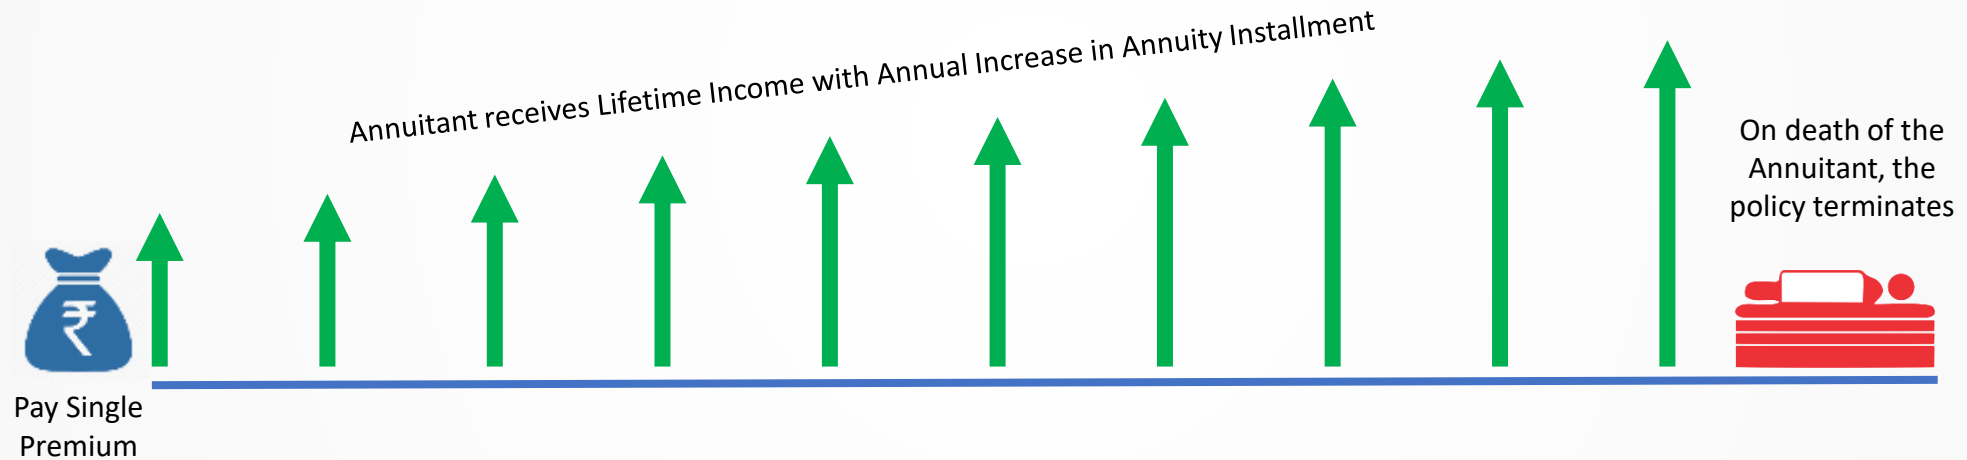 Annuitant receives Lifetime Income with Annual Increase in Annuity Installment
On death of the
Annuitant, the
policy terminates
₹
Pay Single
Premium